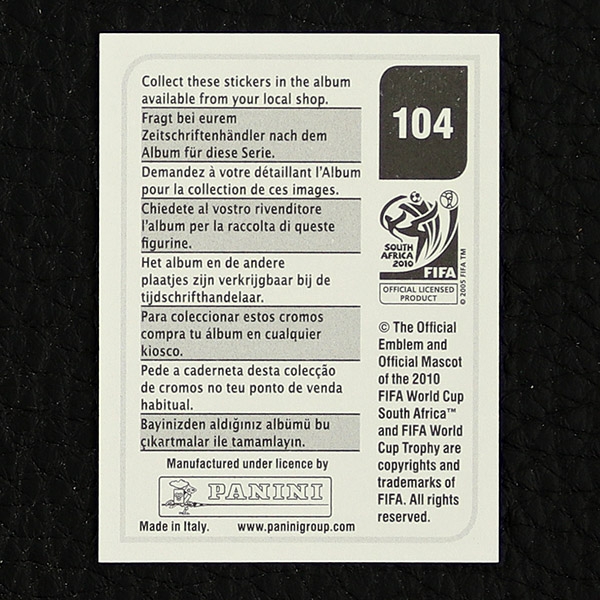 Collect these stickers in the album
available from your local shop.
Fragt bei eurem
Zeitschriftenhändler nach dem
Album für diese Serie.
Demandez à votre détaillant l'Album
pour la collection de ces images.
Chiedete al vostro rivenditore
l'album per la raccolta di queste
figurine.
Het album en de andere
plaatjes zijn verkrijgbaar bij de
tijdschrifthandelaar.
Para coleccionar estos cromos
compra tu álbum en cualquier
kiosco.
Pede a caderneta desta colecção
de cromos no teu ponto de venda
habitual.
Bayinizden aldığınız albümü bu
çıkartmalar ile tamamlayın.
Manufactured under licence by
PANINI
Made in Italy. www.paninigroup.com
104
SOUTH
AFRICA
2010
FIFA
OFFICIAL LICENSED
PRODUCT
© 2005 FIFA TM
© The Official
Emblem and
Official Mascot
of the 2010
FIFA World Cup
South Africa™
and FIFA World
Cup Trophy are
copyrights and
trademarks of
FIFA. All rights
reserved.